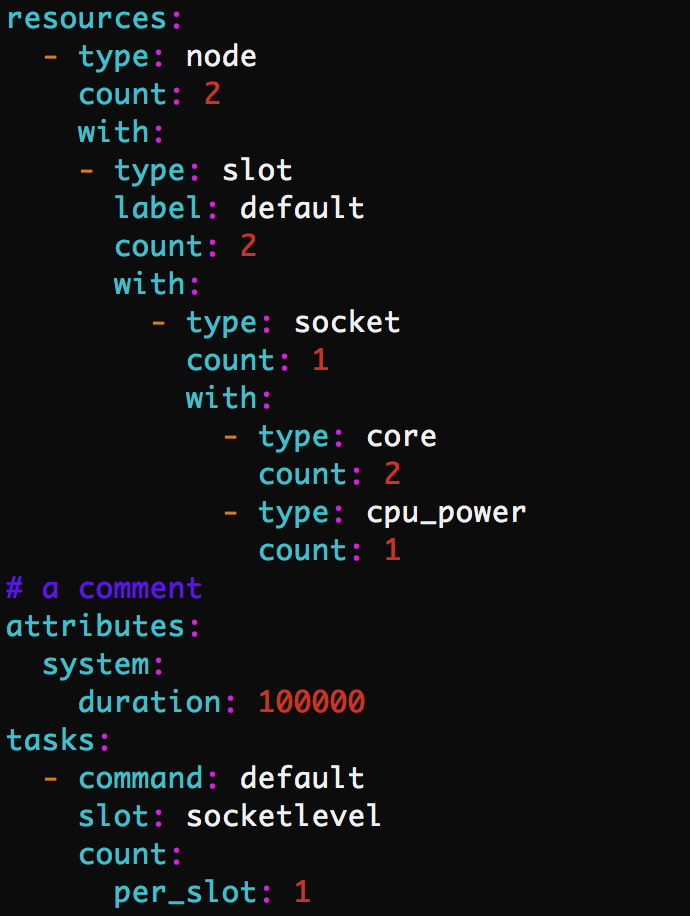 resources:
  - type: node
    count: 2
    with:
    - type: slot
      label: default
      count: 2
      with:
        - type: socket
          count: 1
          with:
            - type: core
              count: 2
            - type: cpu_power
              count: 1
# a comment
attributes:
  system:
    duration: 100000
tasks:
  - command: default
    slot: socketlevel
    count:
      per_slot: 1